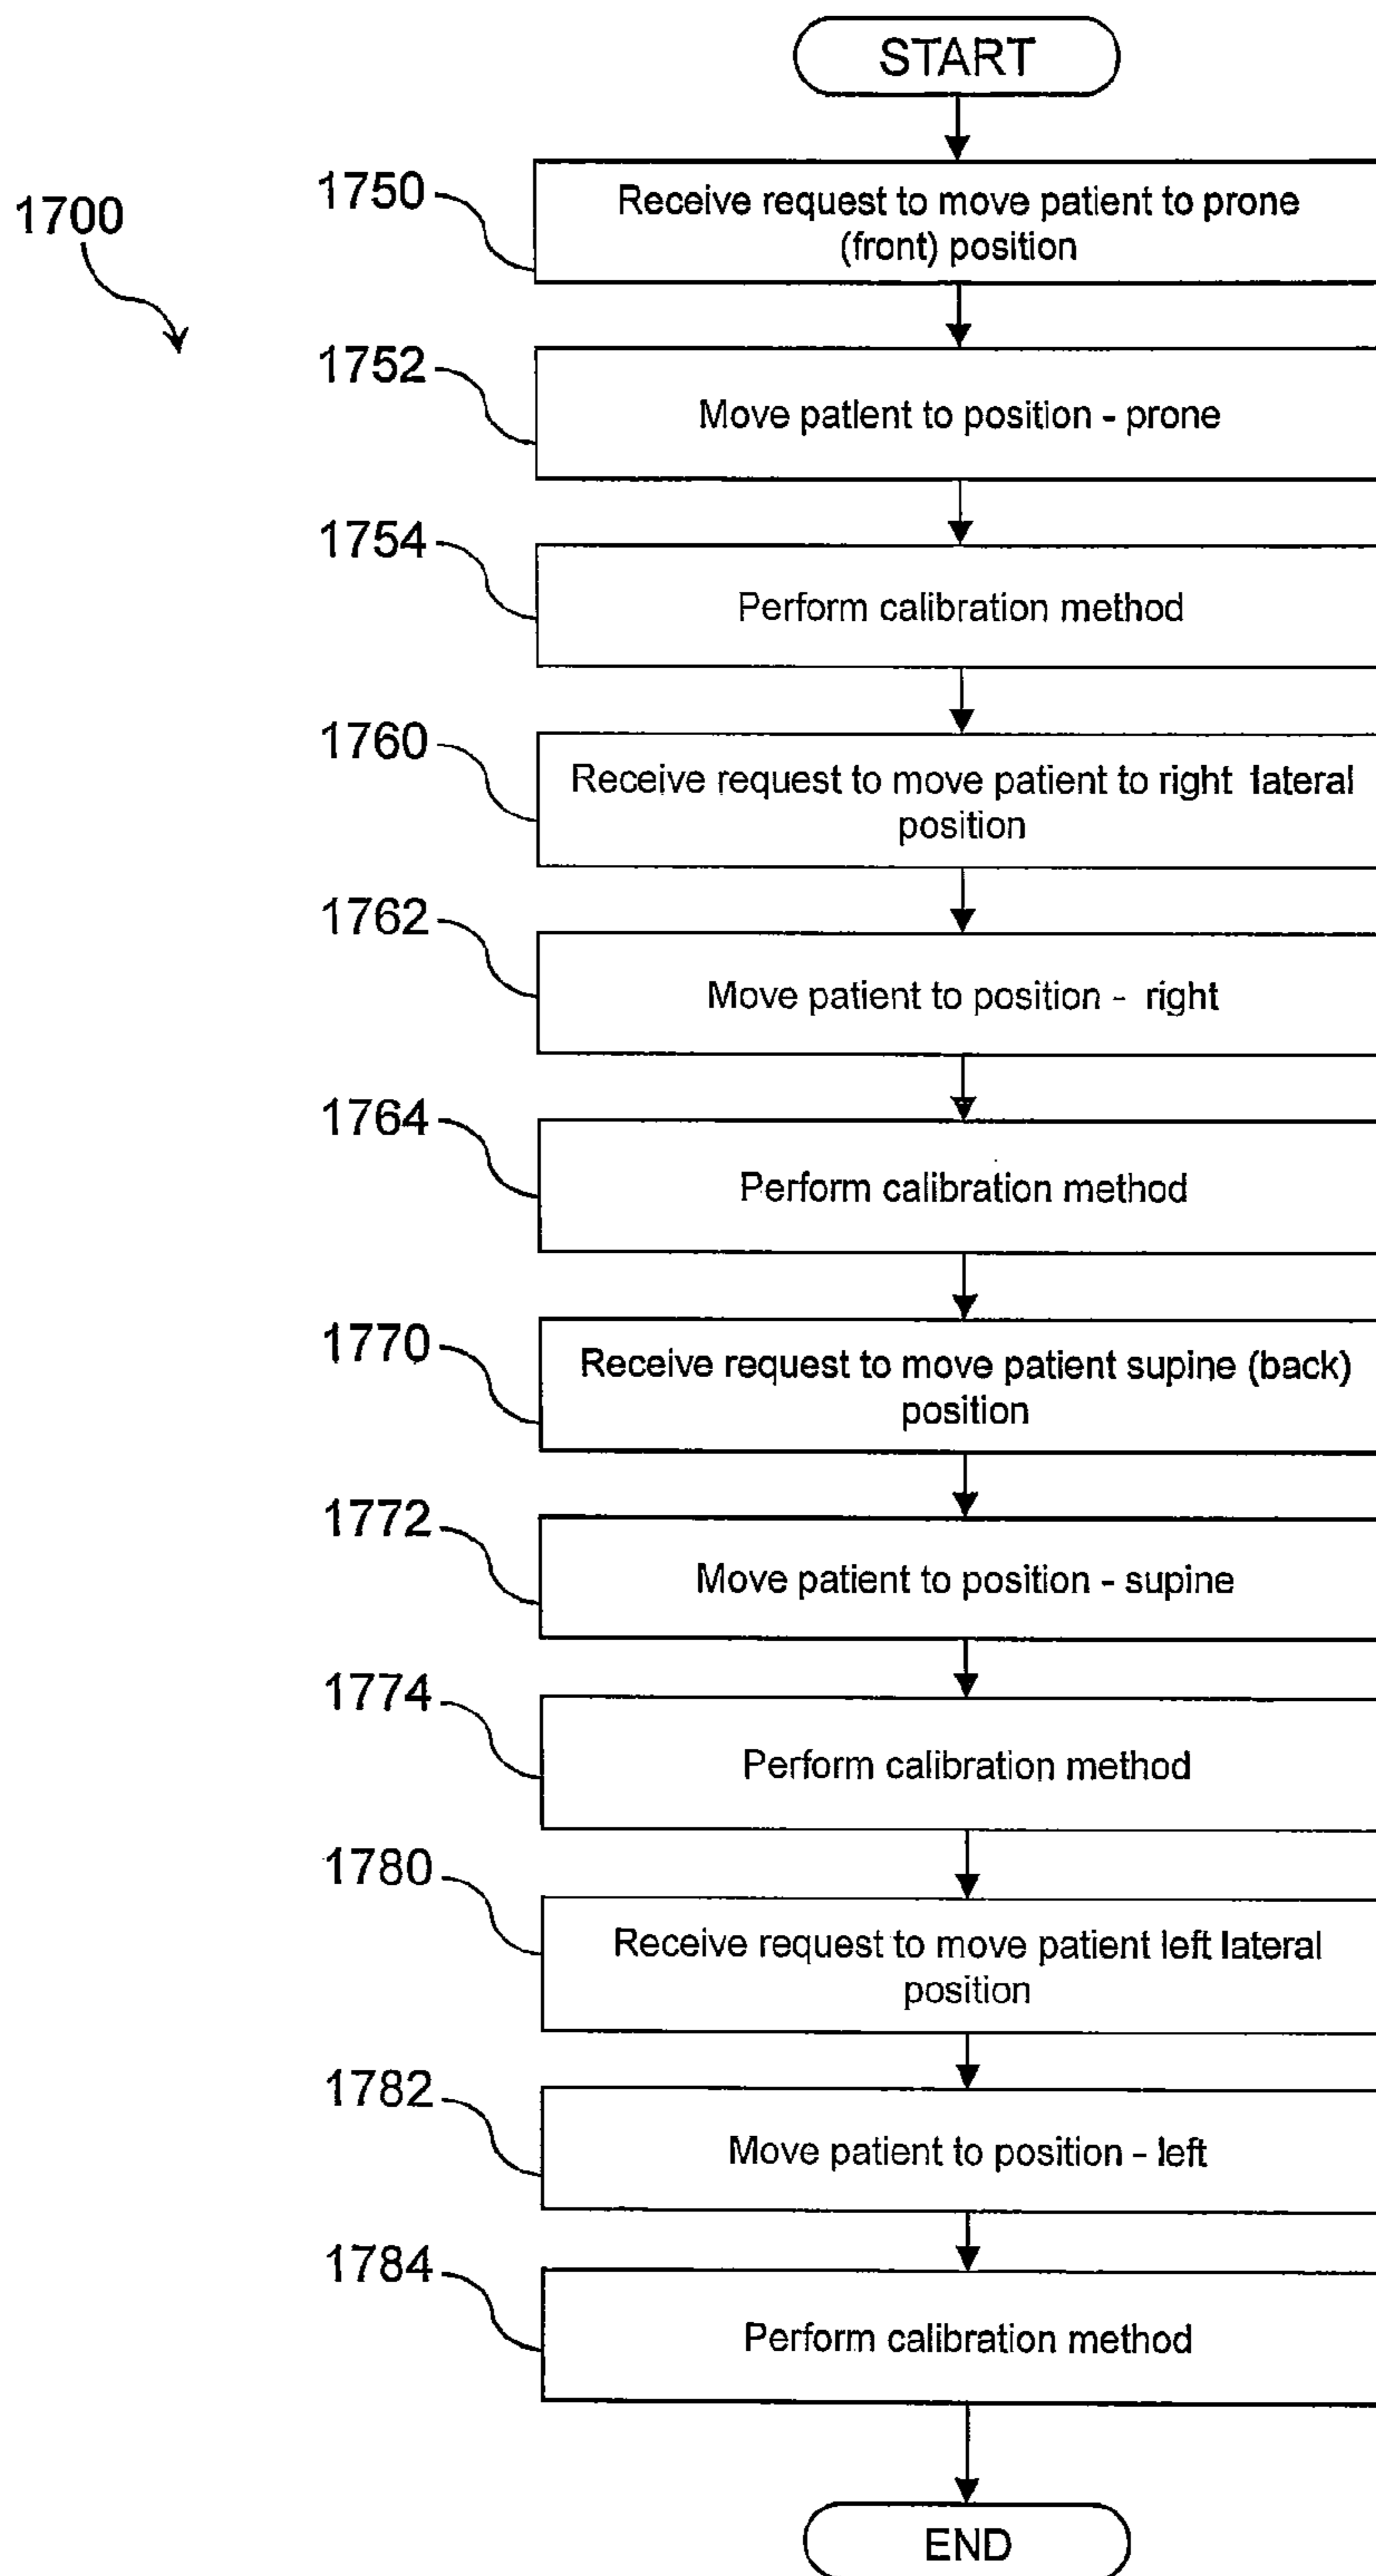 START
1700
1750
Receive request to move patient to prone
(front) position
1752
Move patient to position - prone
1754
Perform calibration method
1760
Receive request to move patient to right lateral
position
1762
Move patient to position - right
1764
Perform calibration method
1770
Receive request to move patient supine (back)
position
1772
Move patient to position - supine
1774
Perform calibration method
1780
Receive request to move patient left lateral
position
1782
Move patient to position - left
1784
Perform calibration method
END